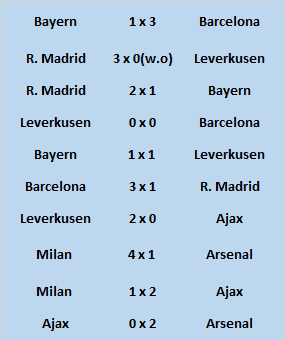 Bayern 1 x 3 Barcelona
R. Madrid 3 x 0(w.o) Leverkusen
R. Madrid 2 x 1 Bayern
Leverkusen 0 x 0 Barcelona
Bayern 1 x 1 Leverkusen
Barcelona 3 x 1 R. Madrid
Leverkusen 2 x 0 Ajax
Milan 4 x 1 Arsenal
Milan 1 x 2 Ajax
Ajax 0 x 2 Arsenal